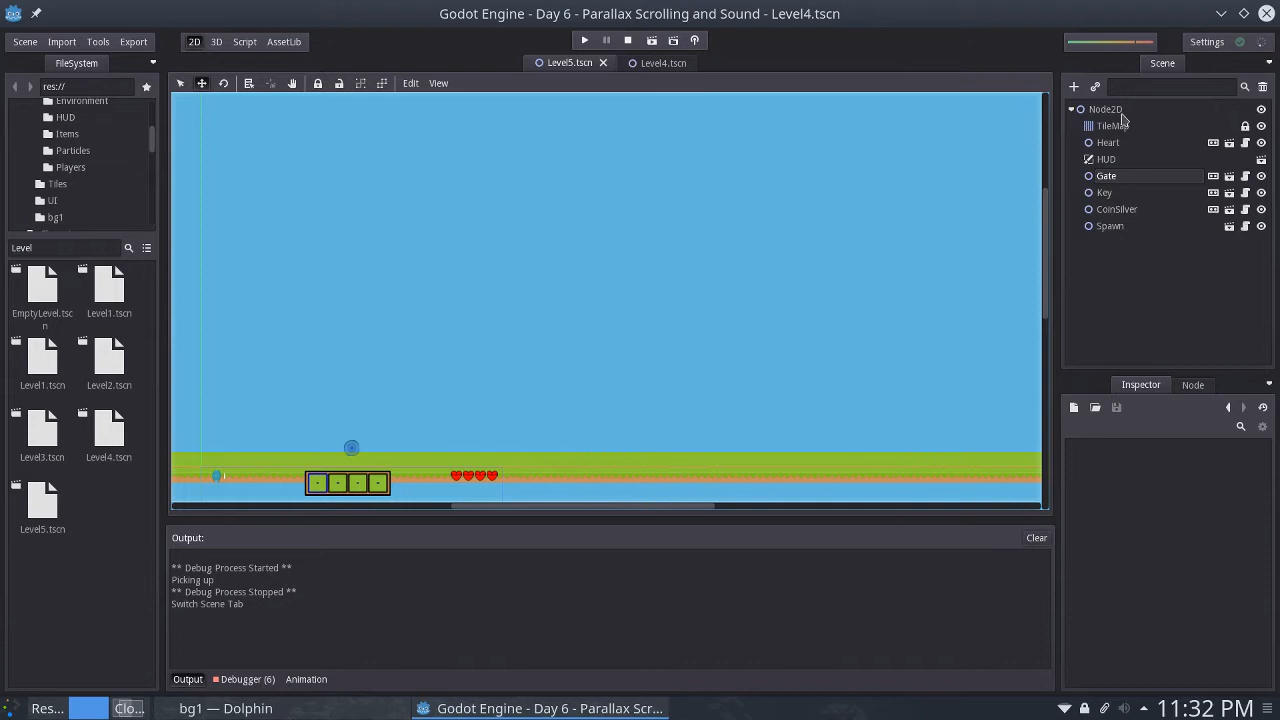 Godot Engine - Day 6 - Parallax Scrolling and Sound - Level4.tscn
Scene Import Tools Export 2D 3D Script AssetLib Settings
FileSystem
res://
Environment
HUD
Items
Particles
Players
Tiles
UI
bg1
Level
EmptyLevel.tsc
n
Level1.tscn
Level1.tscn
Level2.tscn
Level3.tscn
Level4.tscn
Level5.tscn
Level5.tscn
Level4.tscn
Edit View
Output:
Clear
** Debug Process Started **
Picking up
** Debug Process Stopped **
Switch Scene Tab
Output Debugger (6) Animation
Scene
Node2D
TileMap
Heart
HUD
Gate
Key
CoinSilver
Spawn
Inspector Node
Res... Clo... bg1 — Dolphin Godot Engine - Day 6 - Parallax Scr... 11:32 PM